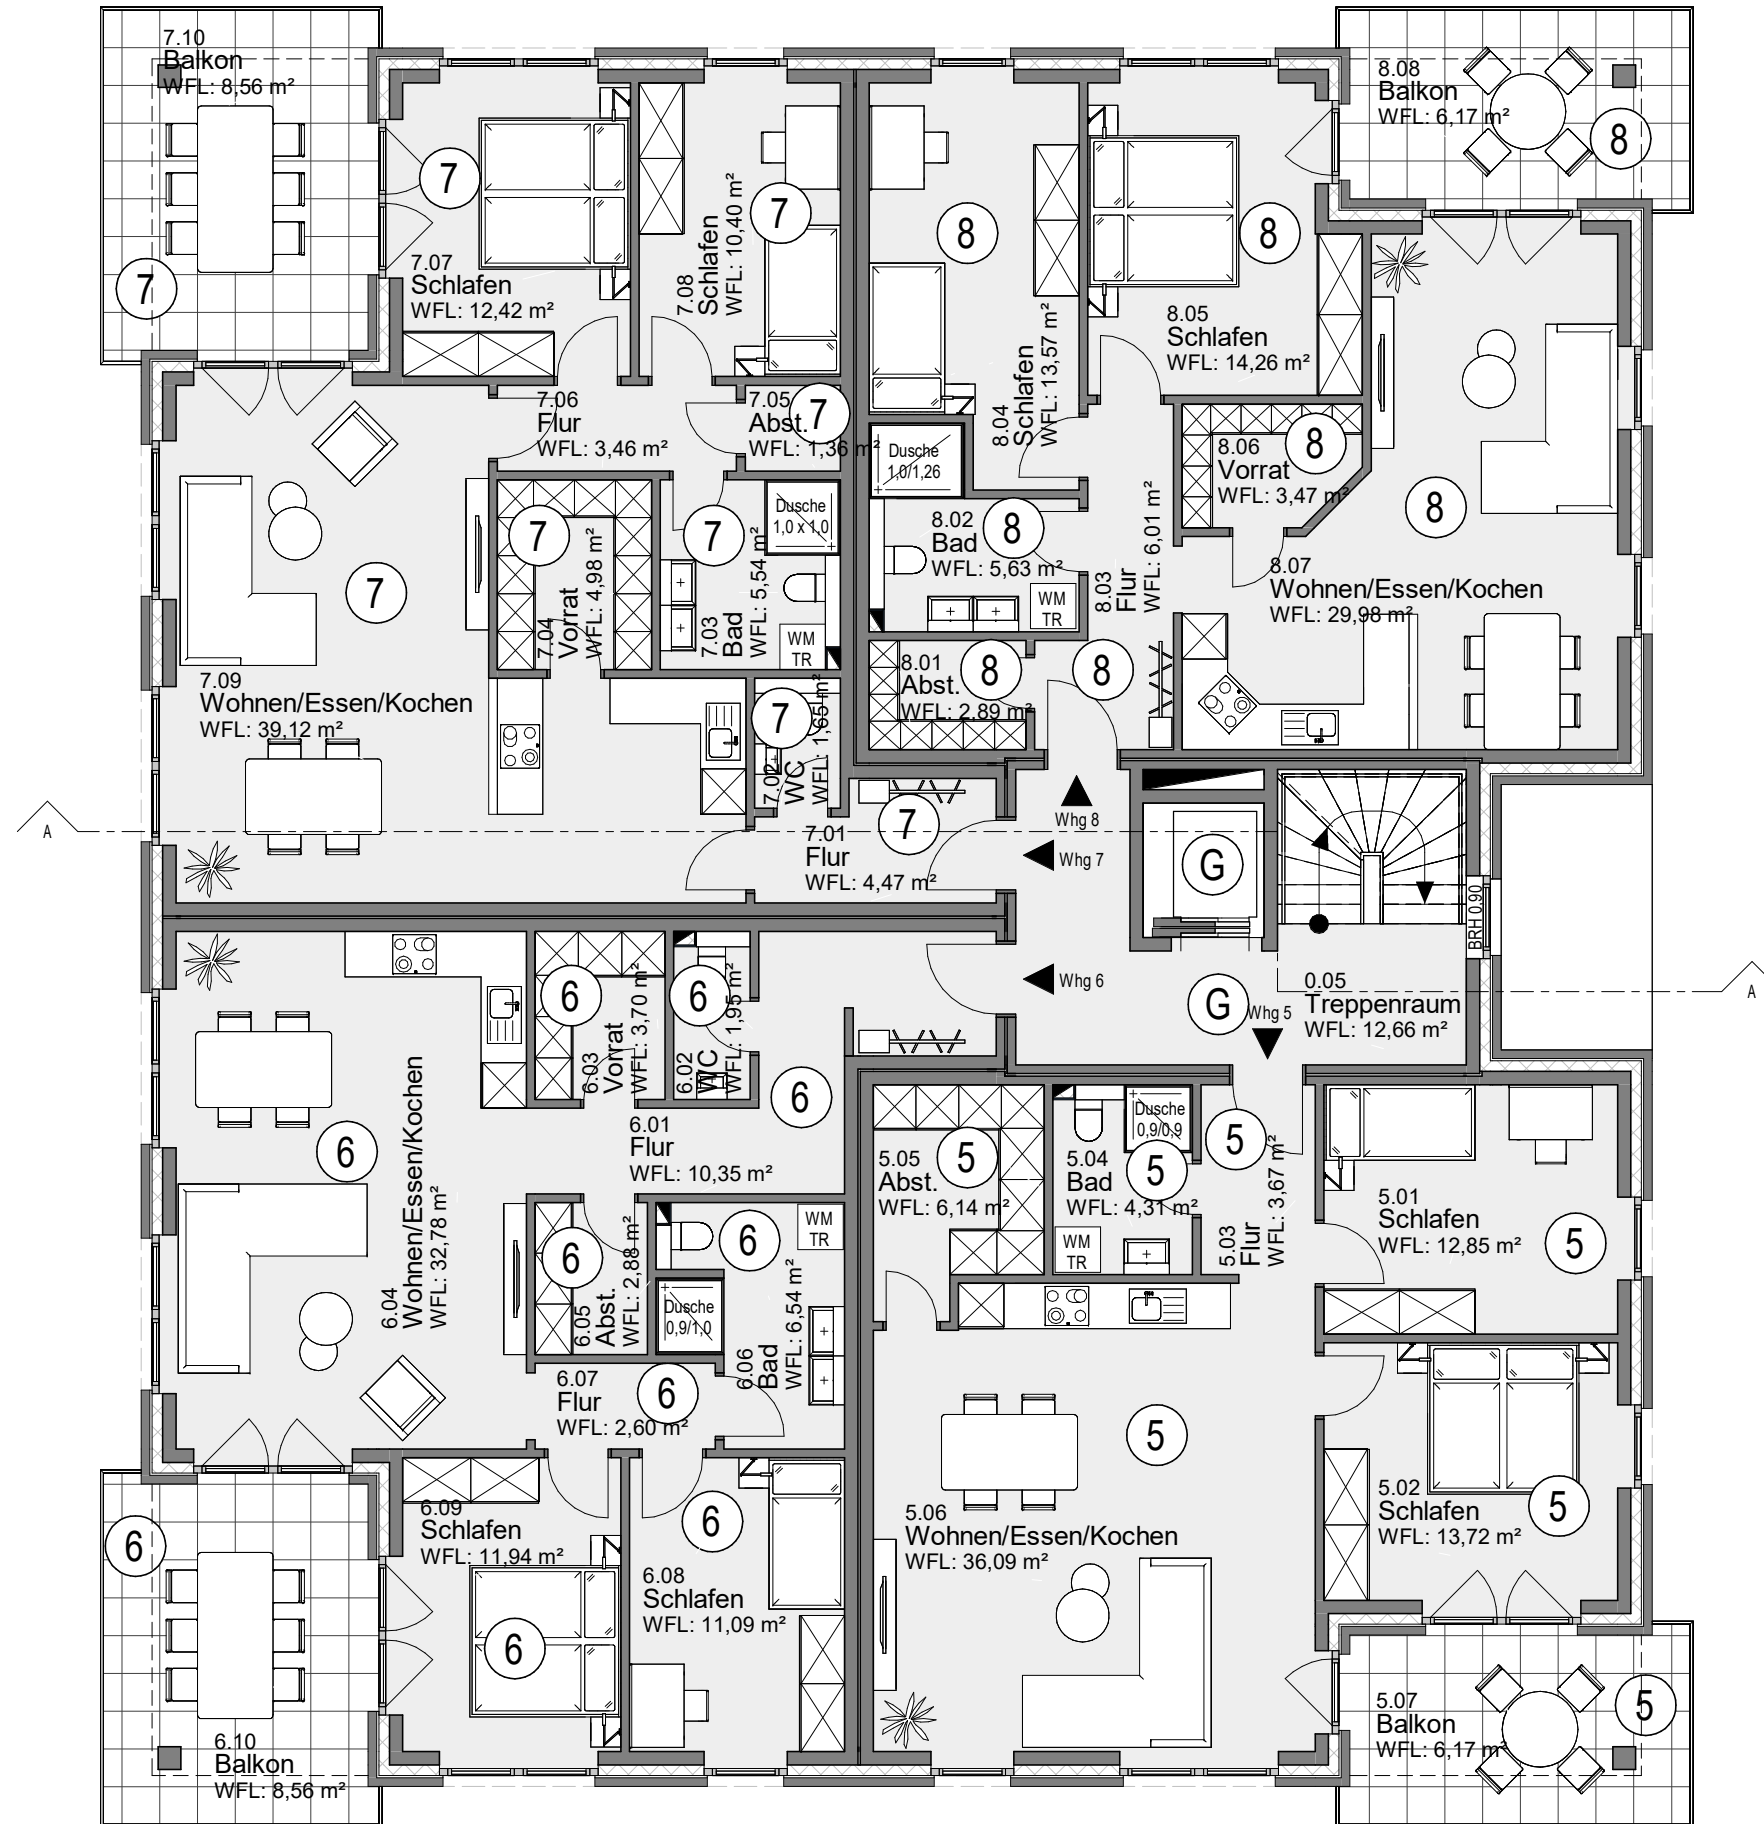 7.10
Balkon
WFL: 8,56 m²
7
7
7.07
Schlafen
WFL: 12,42 m²
7.08
Schlafen
WFL: 10,40 m²
7
8
8.04
Schlafen
WFL: 13,57 m²
8
8.05
Schlafen
WFL: 14,26 m²
8.08
Balkon
WFL: 6,17 m²
8
7.06
Flur
WFL: 3,46 m²
7.05
Abst.
WFL: 1,36 m²
7
Dusche
1,0/1,26
8.06
Vorrat
WFL: 3,47 m²
8
8
7
7
7.04
Vorrat
WFL: 4,98 m²
7
7.03
Bad
WFL: 5,54 m²
Dusche
1,0 x 1,0
WM
TR
8.02
Bad
WFL: 5,63 m²
8
WM
TR
8.03
Flur
WFL: 6,01 m²
8.07
Wohnen/Essen/Kochen
WFL: 29,98 m²
7.09
Wohnen/Essen/Kochen
WFL: 39,12 m²
7
7.02
WC
WFL: 1,65 m²
8.01
Abst.
WFL: 2,89 m²
8
8
A
7.01
Flur
WFL: 4,47 m²
7
Whg 8
Whg 7
G
BRH 0.90
Whg 6
G
Whg 5
0.05
Treppenraum
WFL: 12,66 m²
A
6
6.03
Vorrat
WFL: 3,70 m²
6
6.02
WC
WFL: 1,95 m²
6
6.01
Flur
WFL: 10,35 m²
6
6.04
Wohnen/Essen/Kochen
WFL: 32,78 m²
5.05
Abst.
WFL: 6,14 m²
5
5.04
Bad
WFL: 4,31 m²
5
Dusche
0,9/0,9
WM
TR
5
5.03
Flur
WFL: 3,67 m²
5.01
Schlafen
WFL: 12,85 m²
5
6
6.05
Abst.
WFL: 2,88 m²
6
WM
TR
Dusche
0,9/1,0
6.06
Bad
WFL: 6,54 m²
6.07
Flur
WFL: 2,60 m²
6
5
5.06
Wohnen/Essen/Kochen
WFL: 36,09 m²
5.02
Schlafen
WFL: 13,72 m²
5
6
6.09
Schlafen
WFL: 11,94 m²
6
6
6.08
Schlafen
WFL: 11,09 m²
6.10
Balkon
WFL: 8,56 m²
5.07
Balkon
WFL: 6,17 m²
5